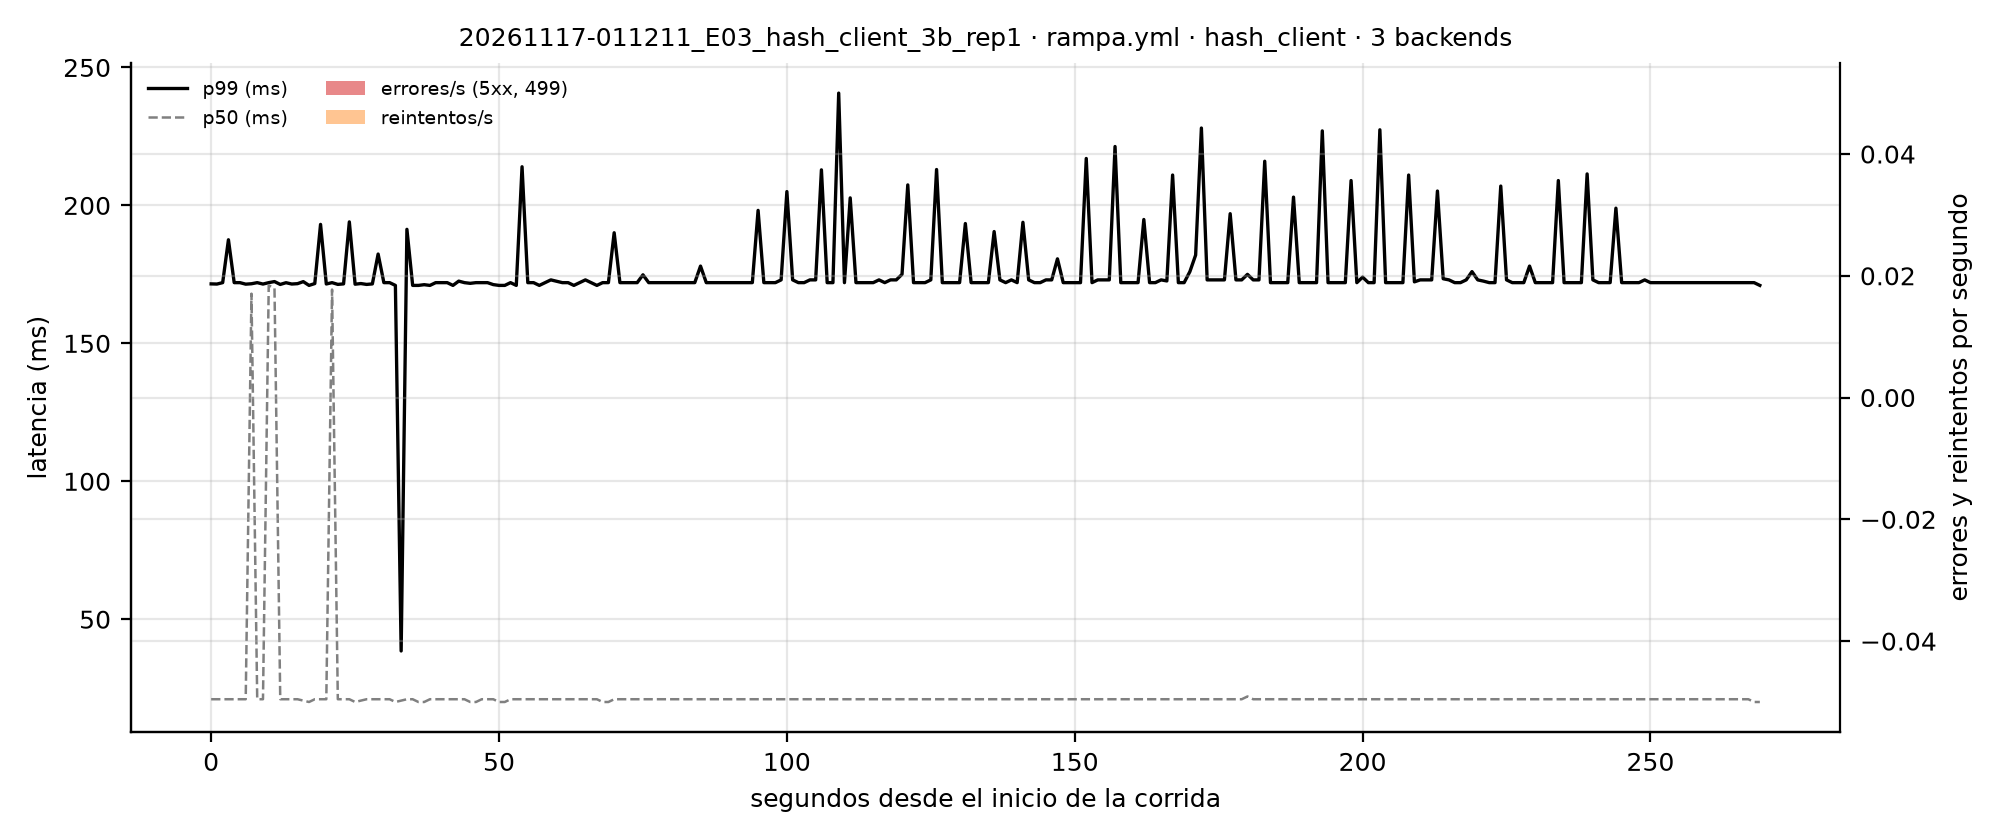 20261117-011211_E03_hash_client_3b_rep1 · rampa.yml · hash_client · 3 backends
p99 (ms)
p50 (ms)
errores/s (5xx, 499)
reintentos/s
latencia (ms)
250
200
150
100
50
0.04
0.02
0.00
−0.02
−0.04
errores y reintentos por segundo
0
50
100
150
200
250
segundos desde el inicio de la corrida